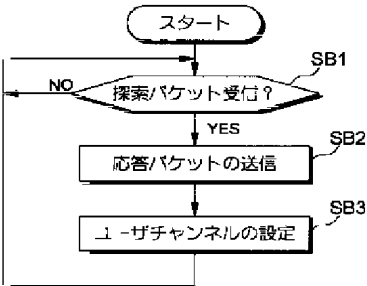 スタート
SB1
NO
探索パケット受信?
YES
SB2
応答パケットの送信
SB3
ユーザチャンネルの設定